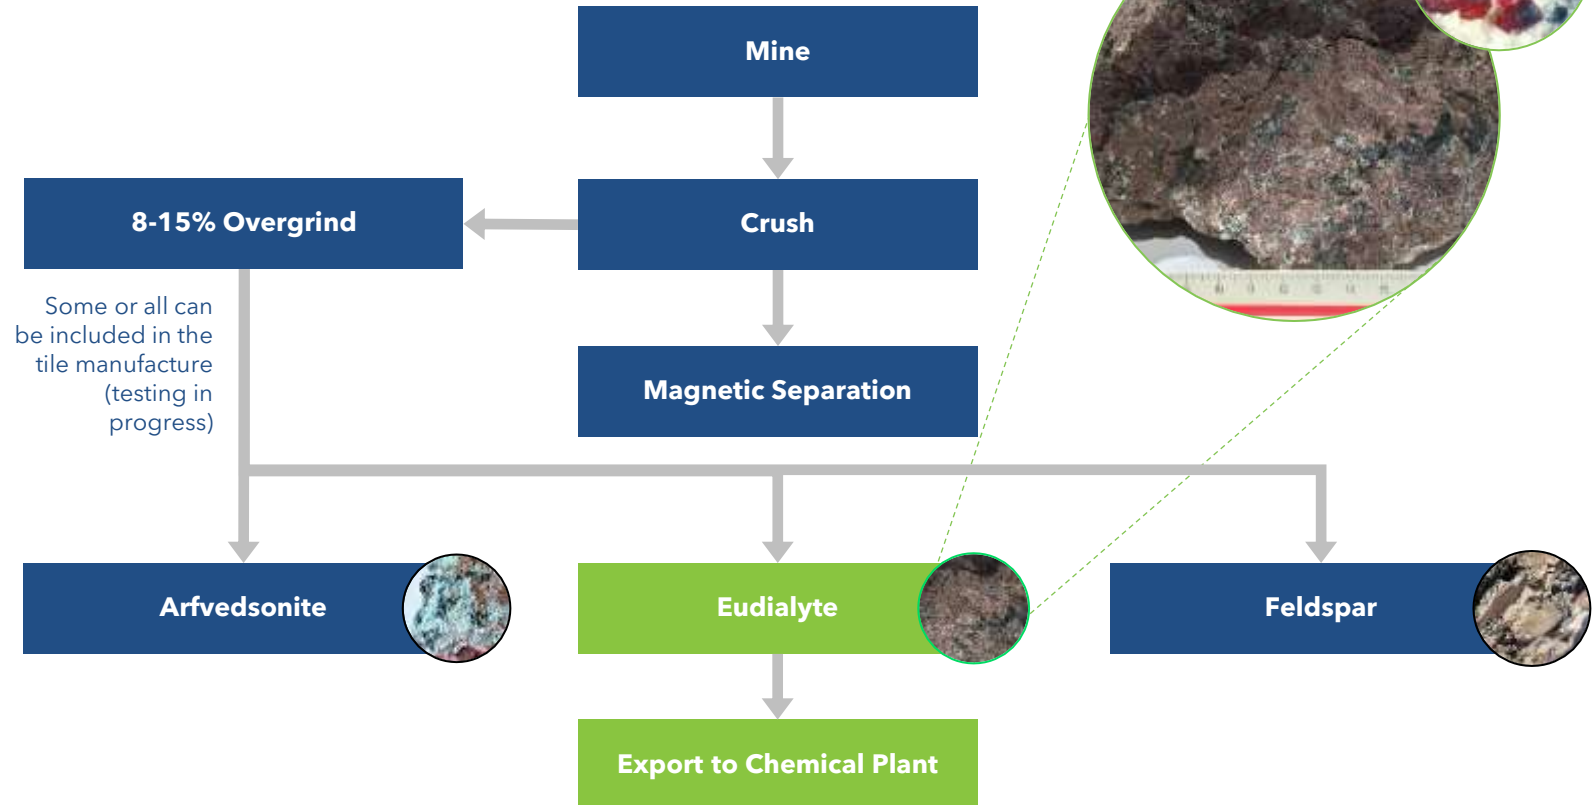 Mine
8-15% Overgrind
Crush
Some or all can
be included in the
tile manufacture
(testing in
progress)
Magnetic Separation
Arfvedsonite
Eudialyte
Feldspar
Export to Chemical Plant